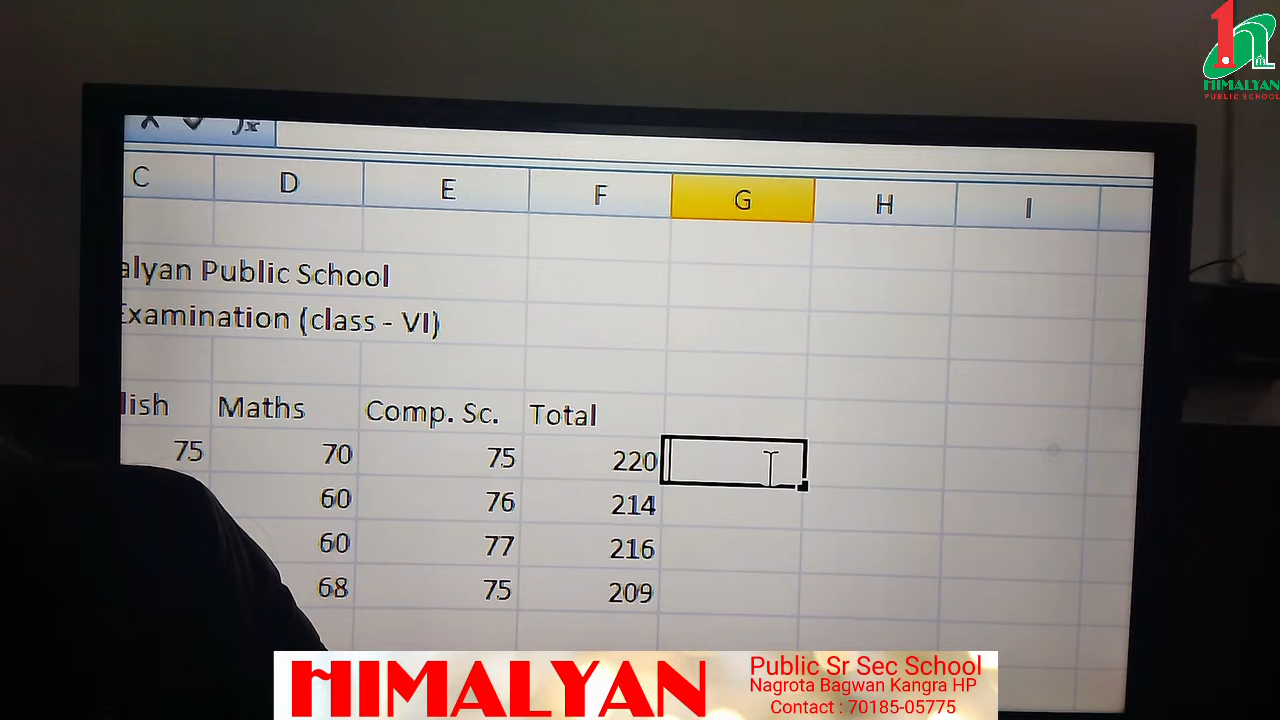 HIMALYAN
PUBLIC SCHOOL
fx
C D E F G H I
alyan Public School
Examination (class - VI)
lish Maths Comp. Sc. Total
75 70 75 220
60 76 214
60 77 216
68 75 209
HIMALYAN
Public Sr Sec School
Nagrota Bagwan Kangra HP
Contact : 70185-05775